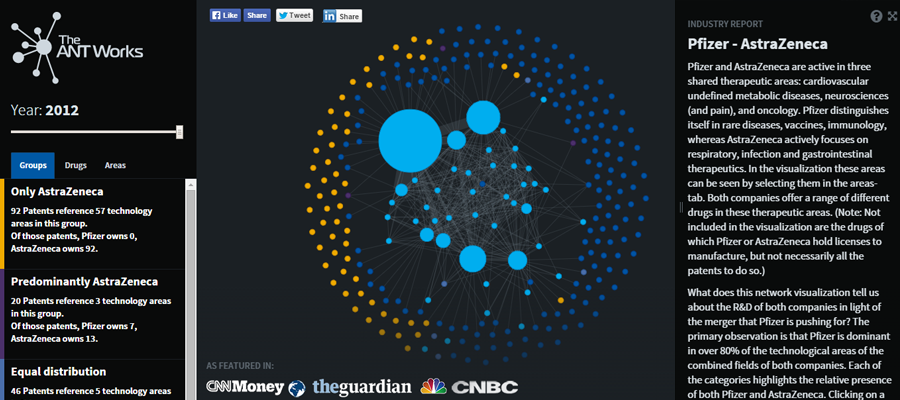 The
ANT Works
Year: 2012
Groups
Drugs
Areas
Only AstraZeneca
92 Patents reference 57 technology
areas in this group.
Of those patents, Pfizer owns 0,
AstraZeneca owns 92.
Predominantly AstraZeneca
20 Patents reference 3 technology areas
in this group.
Of those patents, Pfizer owns 7,
AstraZeneca owns 13.
Equal distribution
46 Patents reference 5 technology areas
Like
Share
Tweet
Share
AS FEATURED IN:
CNNMoney
theguardian
CNBC
INDUSTRY REPORT
Pfizer - AstraZeneca
Pfizer and AstraZeneca are active in three
shared therapeutic areas: cardiovascular
undefined metabolic diseases, neurosciences
(and pain), and oncology. Pfizer distinguishes
itself in rare diseases, vaccines, immunology,
whereas AstraZeneca actively focuses on
respiratory, infection and gastrointestinal
therapeutics. In the visualization these areas
can be seen by selecting them in the areas-
tab. Both companies offer a range of different
drugs in these therapeutic areas. (Note: Not
included in the visualization are the drugs
of which Pfizer or AstraZeneca hold licenses to
manufacture, but not necessarily all the
patents to do so.)
What does this network visualization tell us
about the R&D of both companies in light of
the merger that Pfizer is pushing for? The
primary observation is that Pfizer is dominant
in over 80% of the technological areas of the
combined fields of both companies. Each of
the categories highlights the relative presence
of both Pfizer and AstraZeneca. Clicking on a